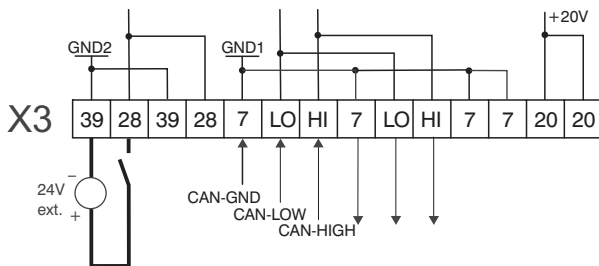 +20V
GND2 GND1
X3 39 28 39 28 7 LO HI 7 LO HI 7 7 20 20
−
24V
ext.
+
CAN-GND
CAN-LOW
CAN-HIGH